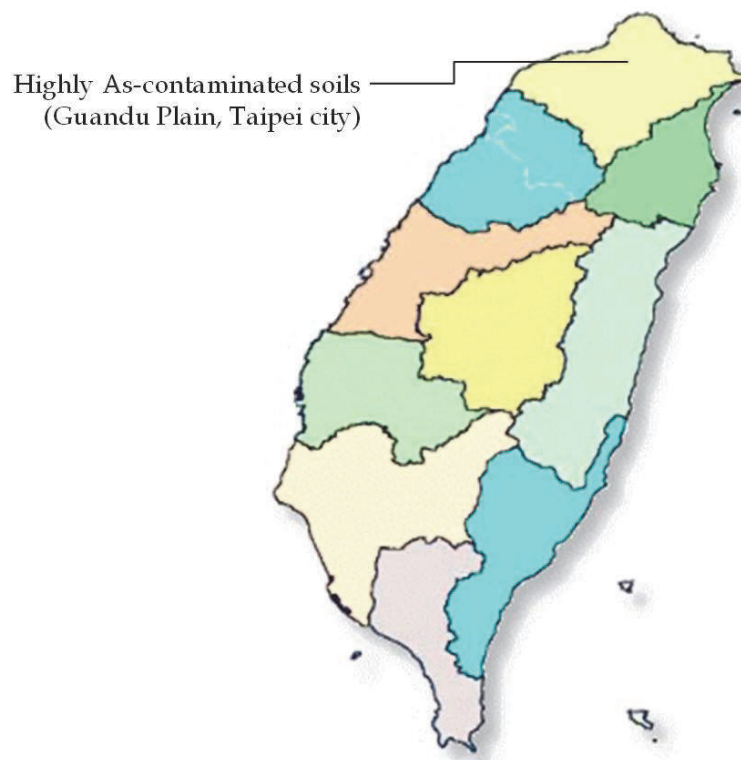 Highly As-contaminated soils
(Guandu Plain, Taipei city)